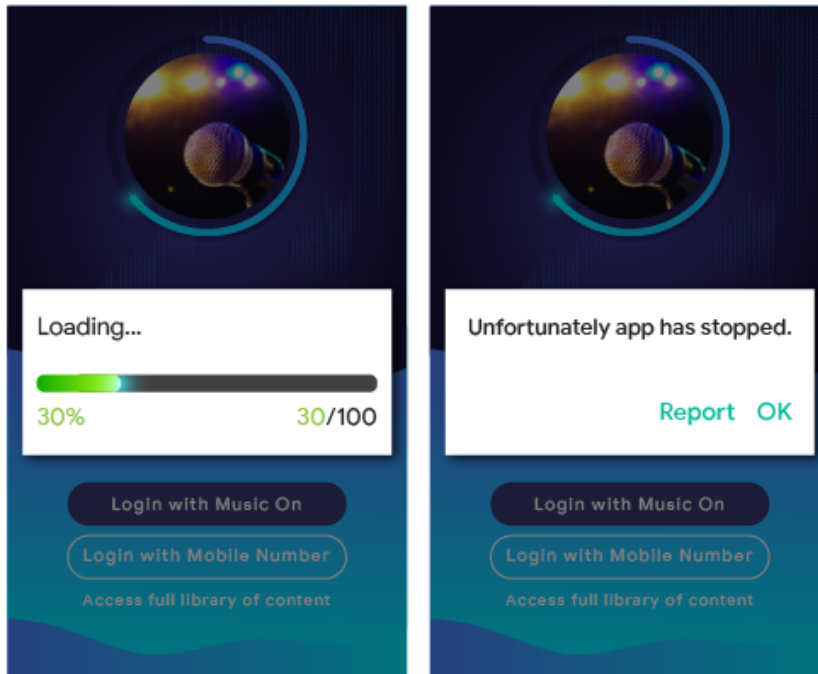 Loading...
30%
30/100
Login with Music On
Login with Mobile Number
Access full library of content
Unfortunately app has stopped.
Report
OK
Login with Music On
Login with Mobile Number
Access full library of content